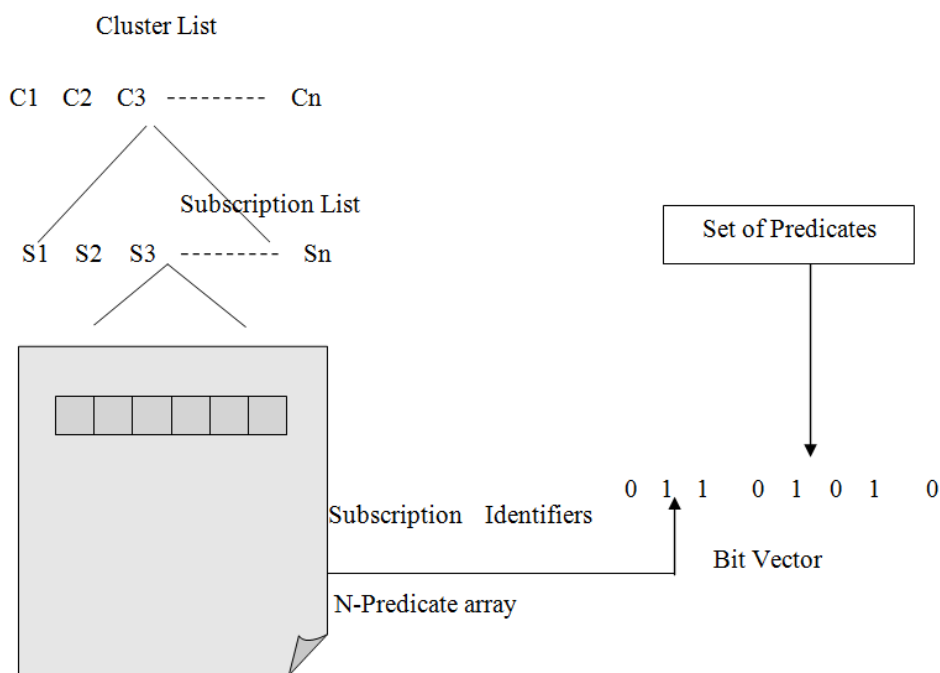 Cluster List
C1 C2 C3 ---------- Cn
Subscription List
Set of Predicates
S1 S2 S3 ---------- Sn
0 1 1 0 1 0 1 0
Subscription Identifiers
Bit Vector
N-Predicate array